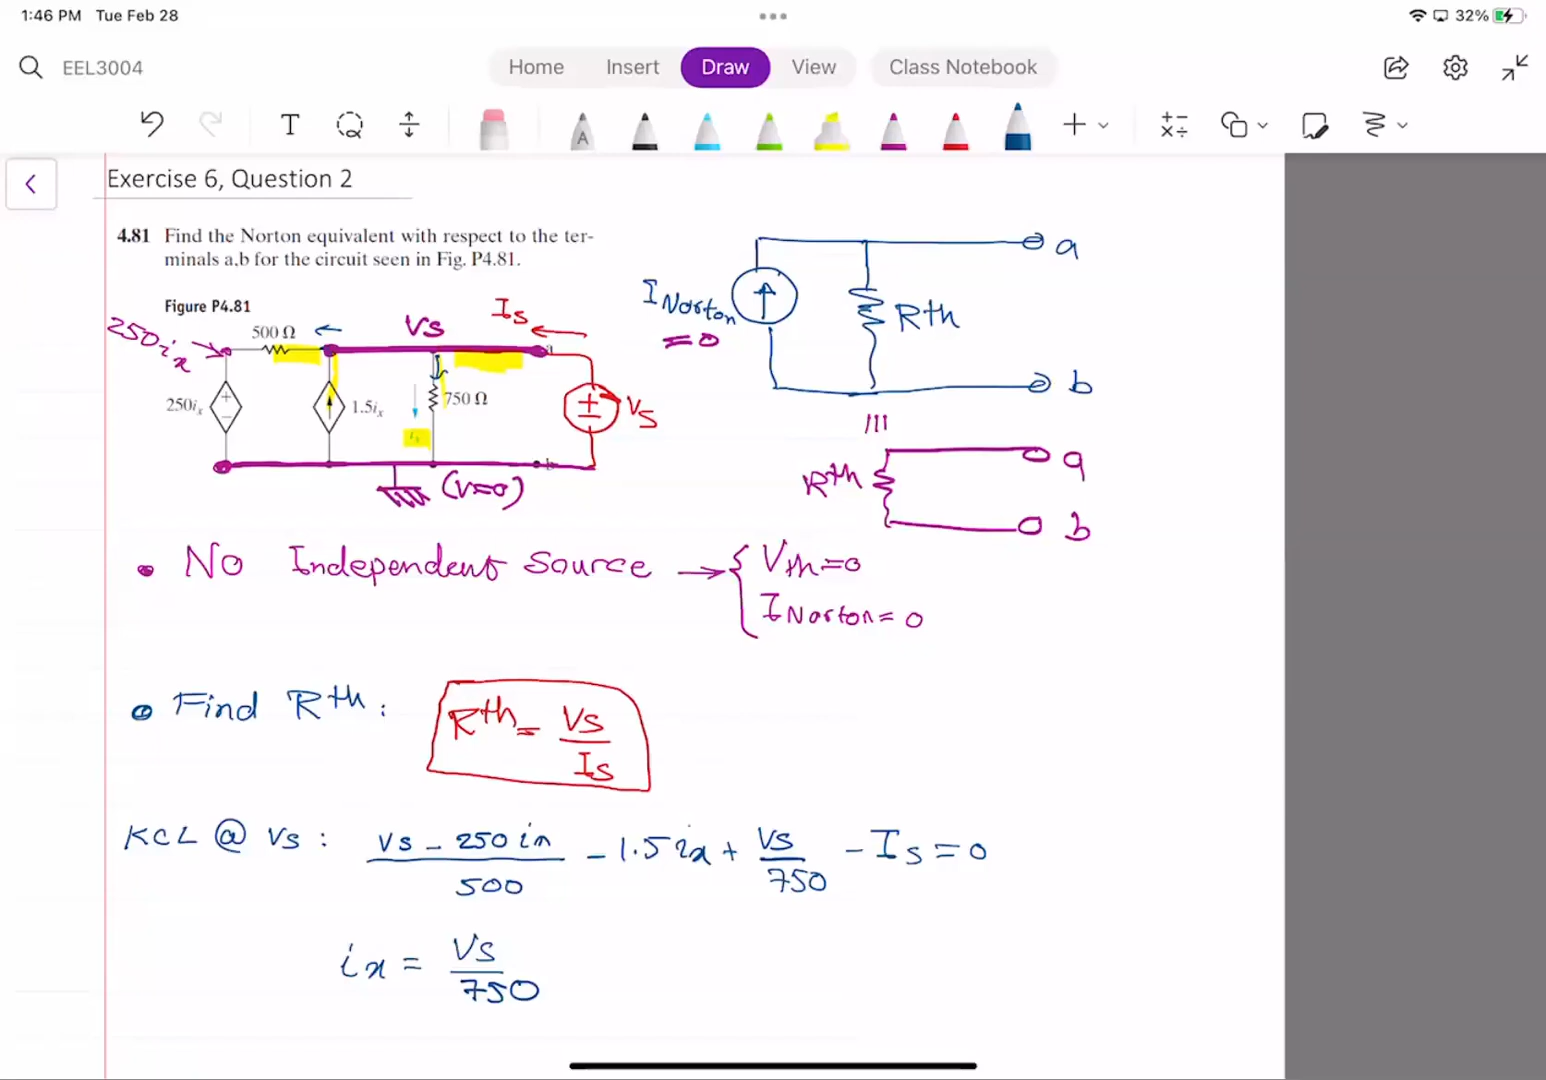 1:46 PM Tue Feb 28
32%
EEL3004
Home Insert Draw View Class Notebook
Exercise 6, Question 2
4.81 Find the Norton equivalent with respect to the ter-
minals a,b for the circuit seen in Fig. P4.81.
Figure P4.81
250ix
500 Ω
Vs
Is
250ix
1.5ix
750 Ω
ix
+
−
Vs
a
b
(V=0)
INorton
=0
Rth
a
b
III
Rth
a
b
• No Independent Source → { Vth=0
INorton=0
• Find Rth: Rth = Vs/Is
KCL @ Vs: (Vs - 250ix)/500 - 1.5ix + Vs/750 - Is = 0
ix = Vs/750